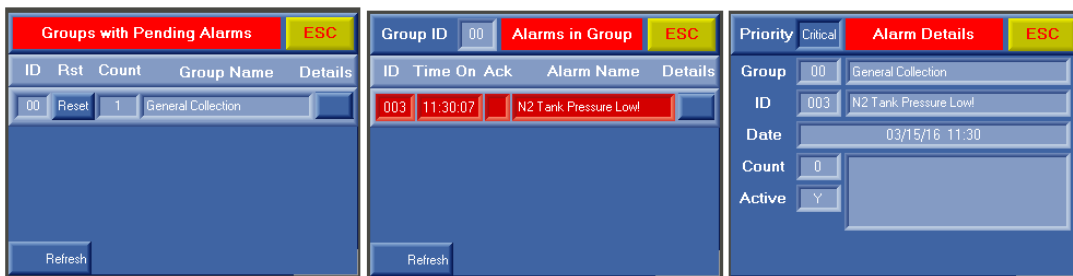 Groups with Pending Alarms ESC
ID Rst Count Group Name Details
00 Reset 1 General Collection
Refresh
Group ID 00 Alarms in Group ESC
ID Time On Ack Alarm Name Details
003 11:30:07 N2 Tank Pressure Low!
Refresh
Priority Critical Alarm Details ESC
Group 00 General Collection
ID 003 N2 Tank Pressure Low!
Date 03/15/16 11:30
Count 0
Active Y